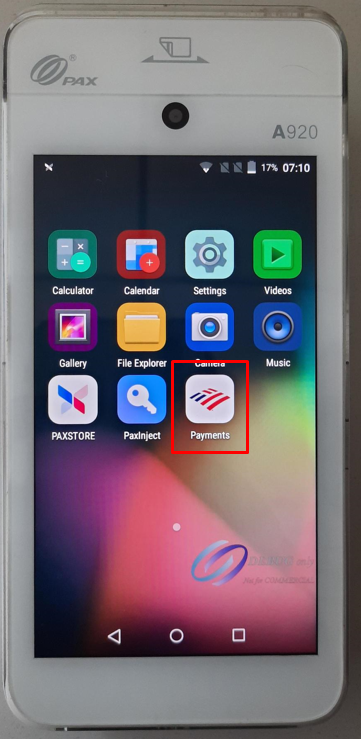 PAX
A920
17% 07:10
Calculator Calendar Settings Videos
Gallery File Explorer Camera Music
PAXSTORE PaxInject Payments